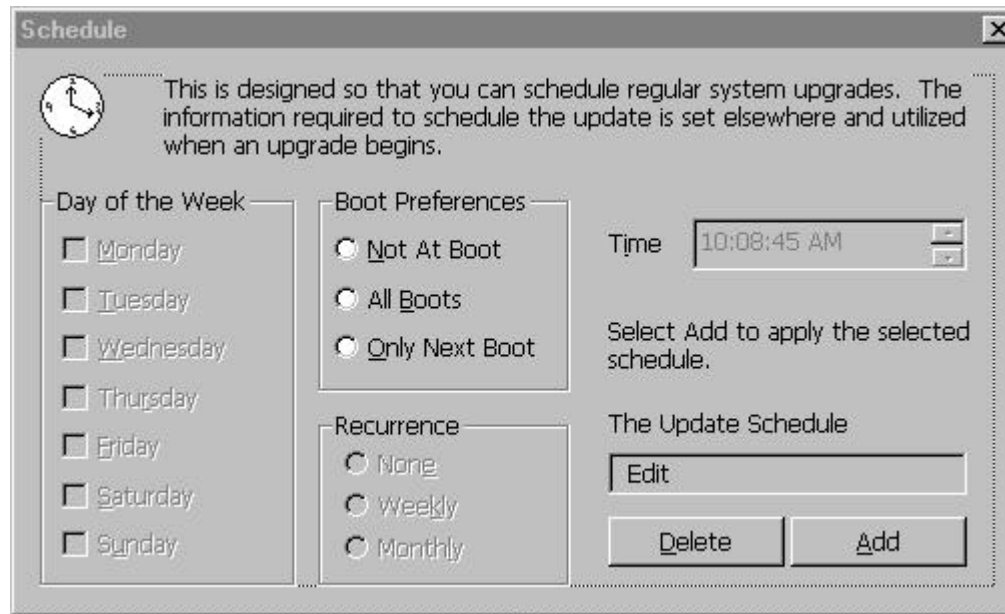 Schedule
This is designed so that you can schedule regular system upgrades. The
information required to schedule the update is set elsewhere and utilized
when an upgrade begins.
Day of the Week
Monday
Tuesday
Wednesday
Thursday
Friday
Saturday
Sunday
Boot Preferences
Not At Boot
All Boots
Only Next Boot
Recurrence
None
Weekly
Monthly
Time
10:08:45 AM
Select Add to apply the selected
schedule.
The Update Schedule
Edit
Delete
Add